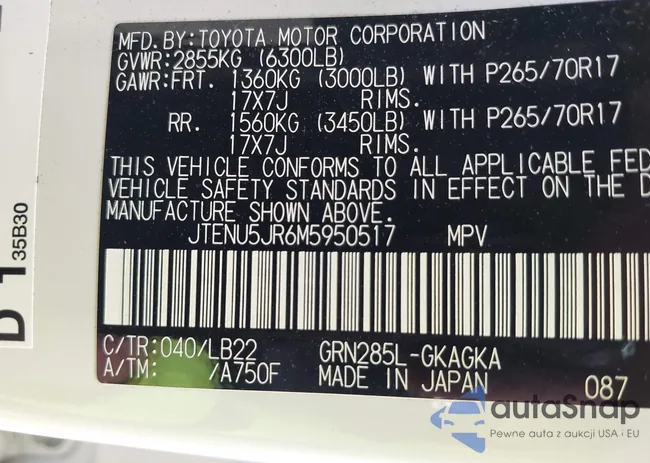 MFD. BY: TOYOTA MOTOR CORPORATION
GVWR: 2855KG (6300LB)
GAWR: FRT. 1360KG (3000LB) WITH P265/70R17
17X7J RIMS.
RR. 1560KG (3450LB) WITH P265/70R17
17X7J RIMS.
THIS VEHICLE CONFORMS TO ALL APPLICABLE FED
VEHICLE SAFETY STANDARDS IN EFFECT ON THE D
MANUFACTURE SHOWN ABOVE.
JTENU5JR6M5950517 MPV
C/TR: 040/LB22 GRN285L-GKAGKA
A/TM: /A750F MADE IN JAPAN 087
35B30
D 1
autoSnap
Pewne auta z aukcji USA i EU